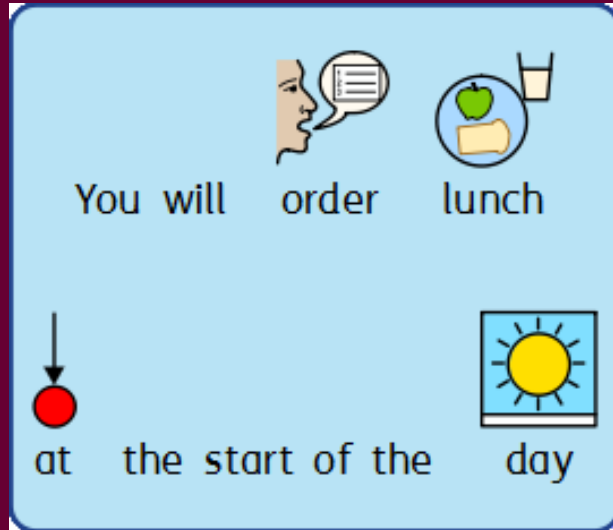 You will order lunch
at the start of the day